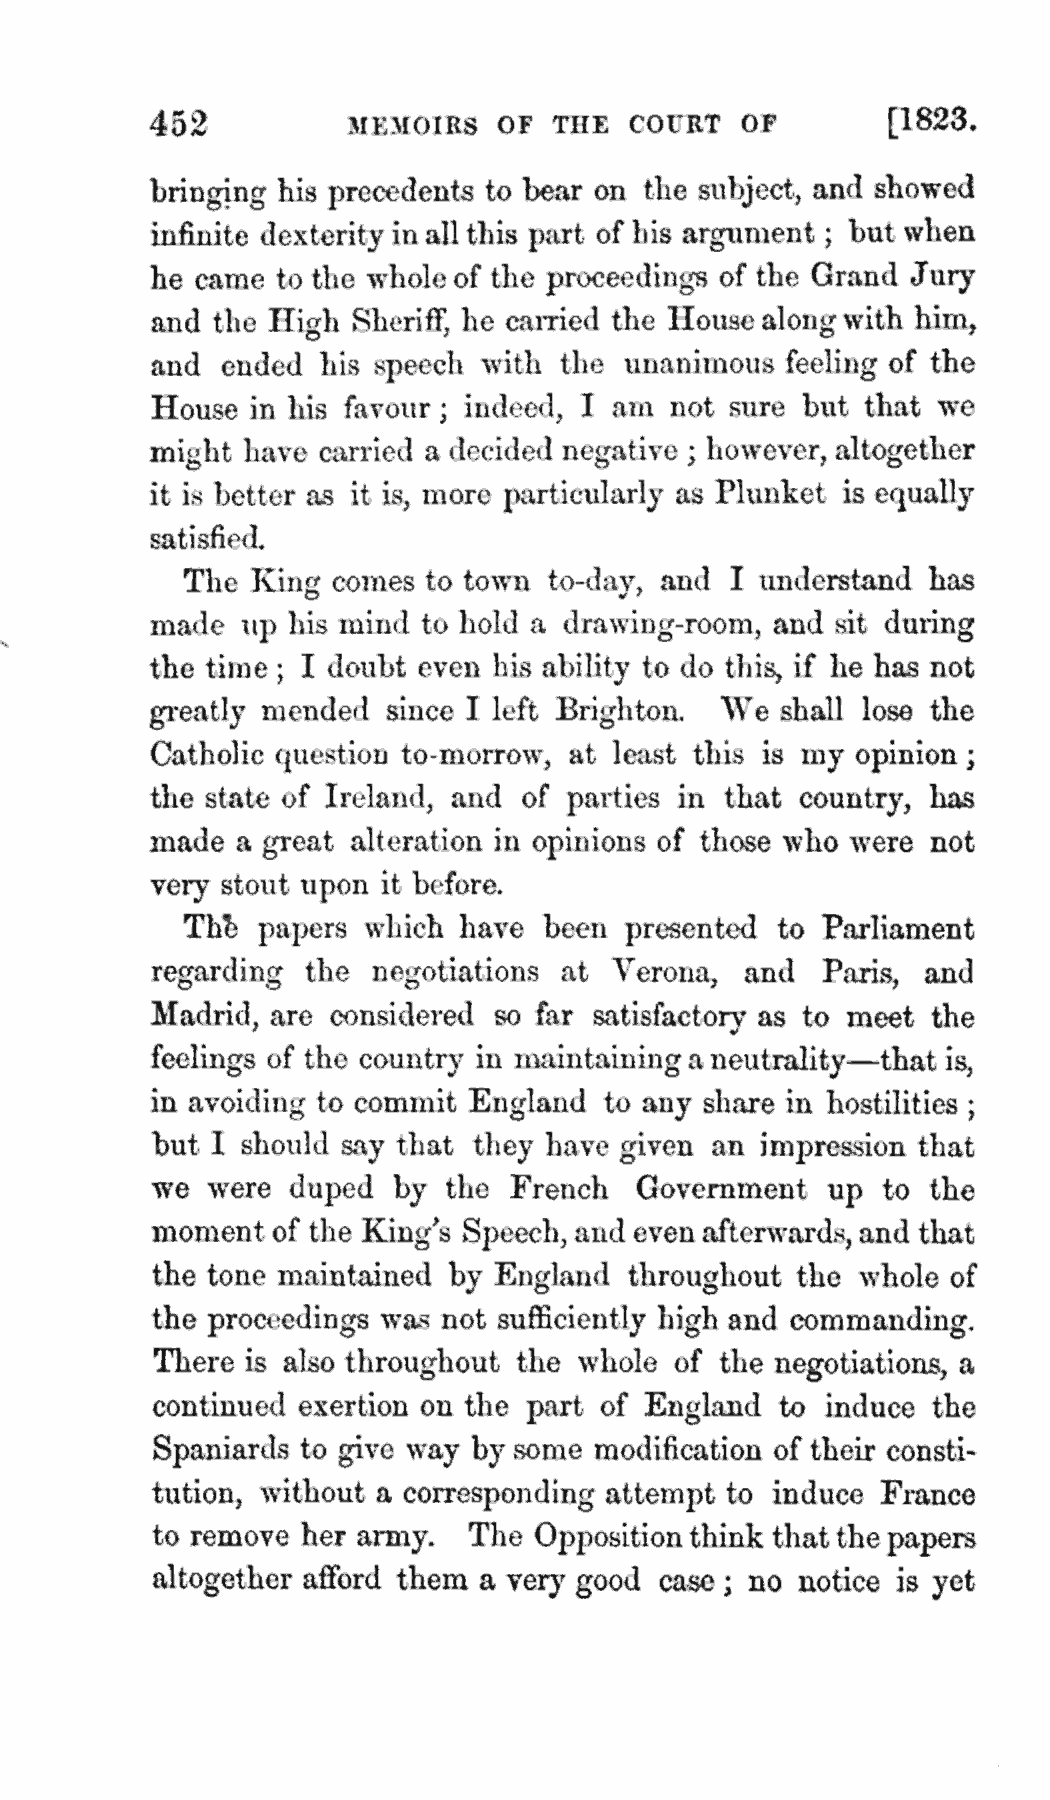 452 MEMOIRS OF THE COURT OF [1823.
bringing his precedents to bear on the subject, and showed
infinite dexterity in all this part of his argument ; but when
he came to the whole of the proceedings of the Grand Jury
and the High Sheriff, he carried the House along with him,
and ended his speech with the unanimous feeling of the
House in his favour ; indeed, I am not sure but that we
might have carried a decided negative ; however, altogether
it is better as it is, more particularly as Plunket is equally
satisfied.
The King comes to town to-day, and I understand has
made up his mind to hold a drawing-room, and sit during
the time ; I doubt even his ability to do this, if he has not
greatly mended since I left Brighton. We shall lose the
Catholic question to-morrow, at least this is my opinion ;
the state of Ireland, and of parties in that country, has
made a great alteration in opinions of those who were not
very stout upon it before.
The papers which have been presented to Parliament
regarding the negotiations at Verona, and Paris, and
Madrid, are considered so far satisfactory as to meet the
feelings of the country in maintaining a neutrality—that is,
in avoiding to commit England to any share in hostilities ;
but I should say that they have given an impression that
we were duped by the French Government up to the
moment of the King's Speech, and even afterwards, and that
the tone maintained by England throughout the whole of
the proceedings was not sufficiently high and commanding.
There is also throughout the whole of the negotiations, a
continued exertion on the part of England to induce the
Spaniards to give way by some modification of their consti-
tution, without a corresponding attempt to induce France
to remove her army. The Opposition think that the papers
altogether afford them a very good case ; no notice is yet